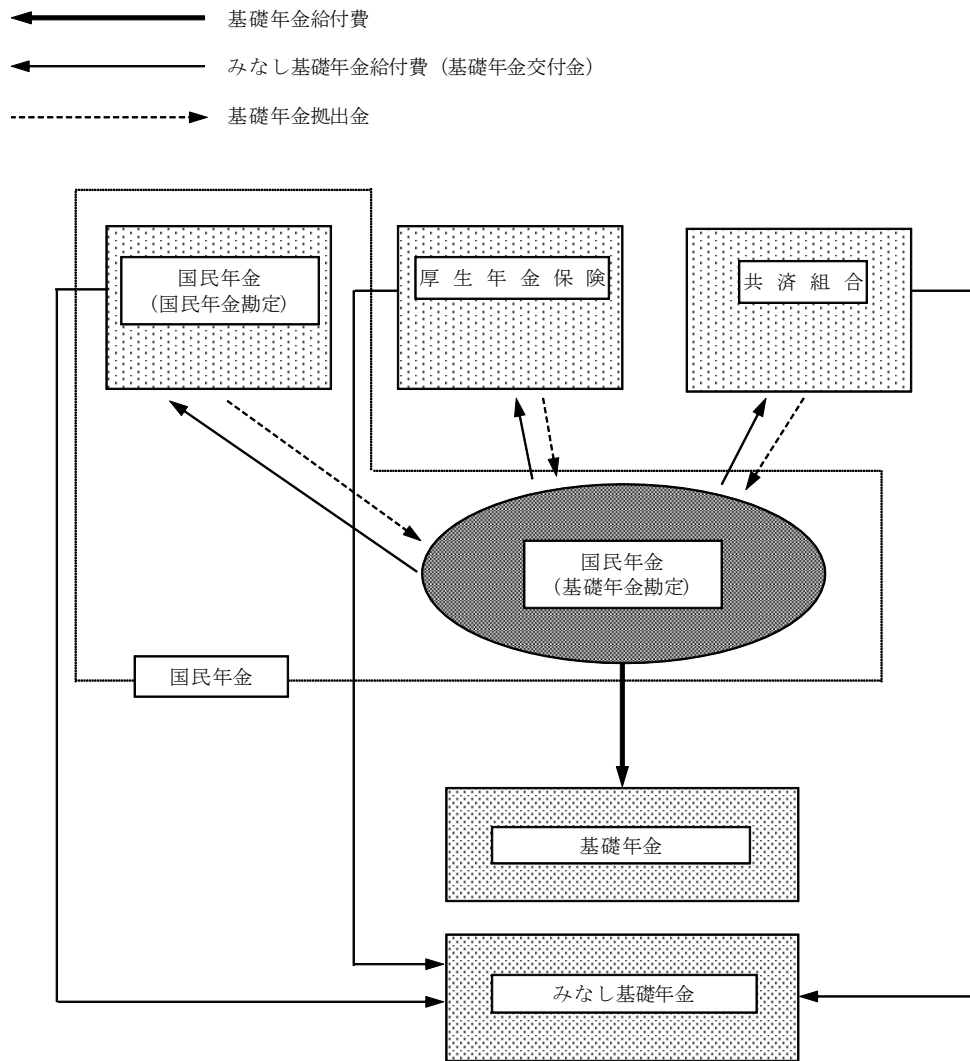 基礎年金給付費
みなし基礎年金給付費（基礎年金交付金）
基礎年金拠出金
国民年金
(国民年金勘定)
厚生年金保険
共済組合
国民年金
(基礎年金勘定)
国民年金
基礎年金
みなし基礎年金